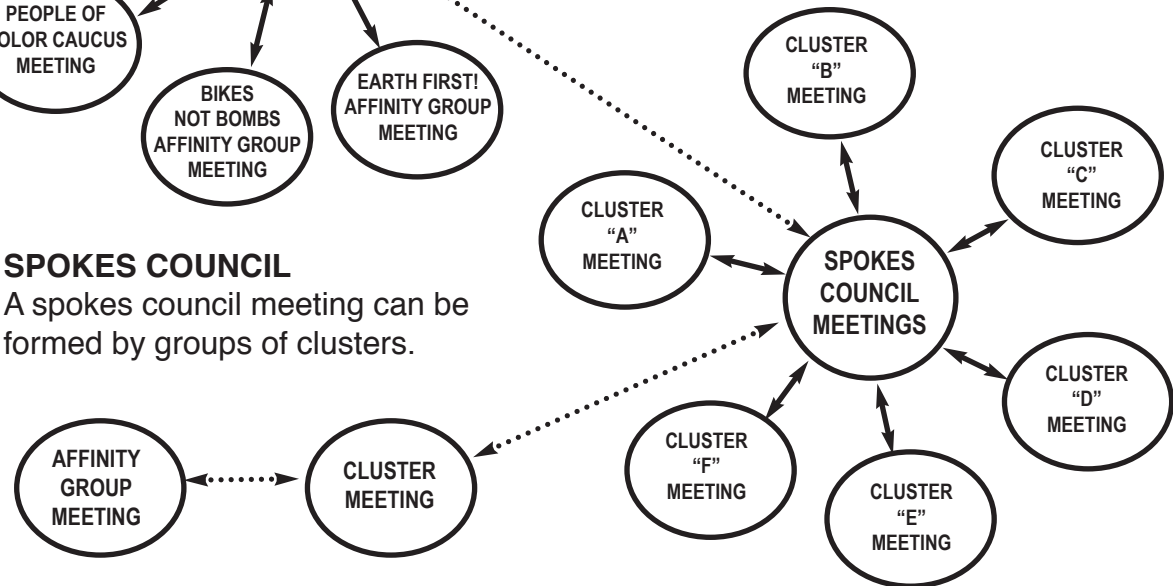 PEOPLE OF
OLOR CAUCUS
MEETING
BIKES
NOT BOMBS
AFFINITY GROUP
MEETING
EARTH FIRST!
AFFINITY GROUP
MEETING
CLUSTER
“B”
MEETING
CLUSTER
“C”
MEETING
CLUSTER
“A”
MEETING
SPOKES
COUNCIL
MEETINGS
SPOKES COUNCIL
A spokes council meeting can be
formed by groups of clusters.
CLUSTER
“D”
MEETING
AFFINITY
GROUP
MEETING
CLUSTER
MEETING
CLUSTER
“F”
MEETING
CLUSTER
“E”
MEETING